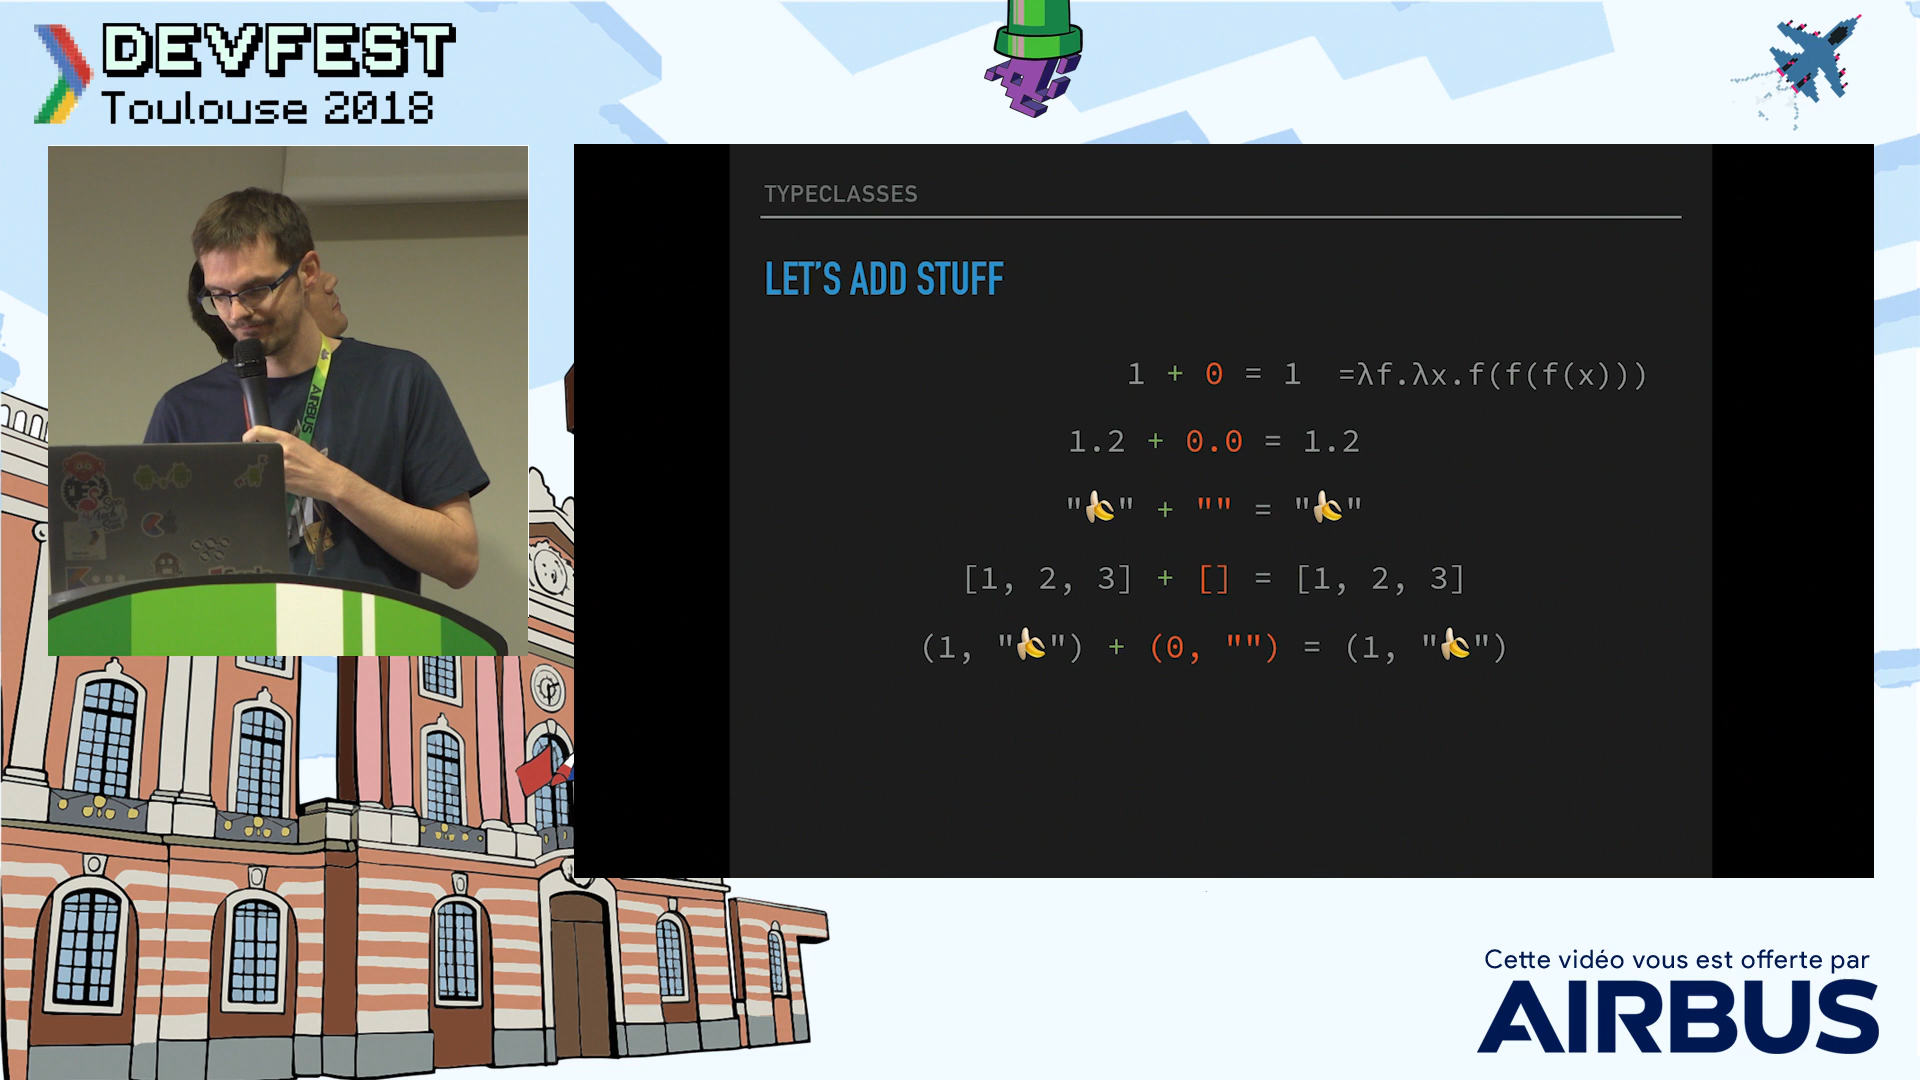 DEVFEST
Toulouse 2018
AIRBUS
TYPECLASSES
LET'S ADD STUFF
1 + 0 = 1 =λf.λx.f(f(f(x)))
1.2 + 0.0 = 1.2
"🍌" + "" = "🍌"
[1, 2, 3] + [] = [1, 2, 3]
(1, "🍌") + (0, "") = (1, "🍌")
Cette vidéo vous est offerte par
AIRBUS